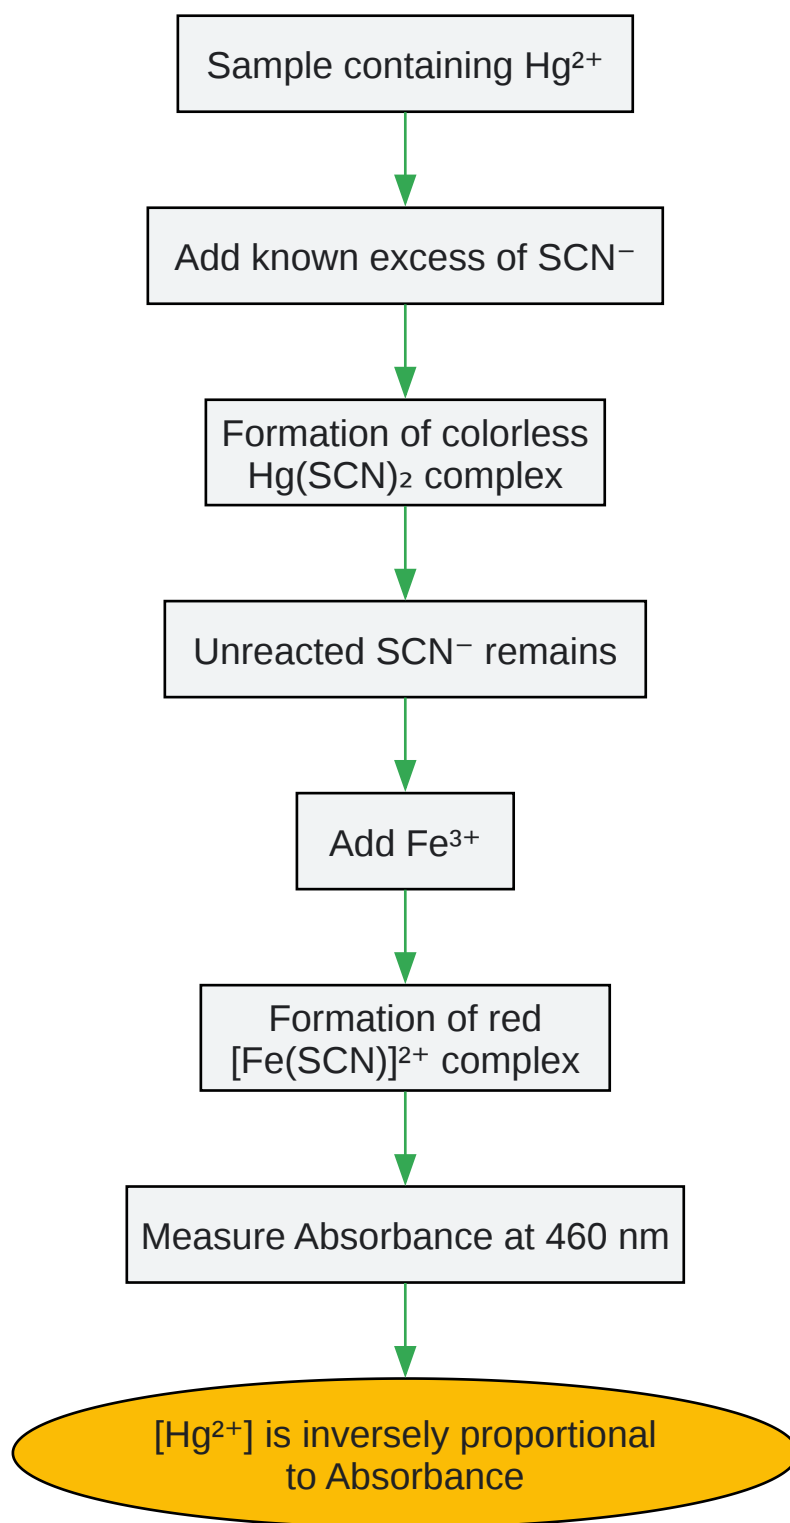 Sample containing Hg²⁺
Add known excess of SCN⁻
Formation of colorless
Hg(SCN)₂ complex
Unreacted SCN⁻ remains
Add Fe³⁺
Formation of red
[Fe(SCN)]²⁺ complex
Measure Absorbance at 460 nm
[Hg²⁺] is inversely proportional
to Absorbance